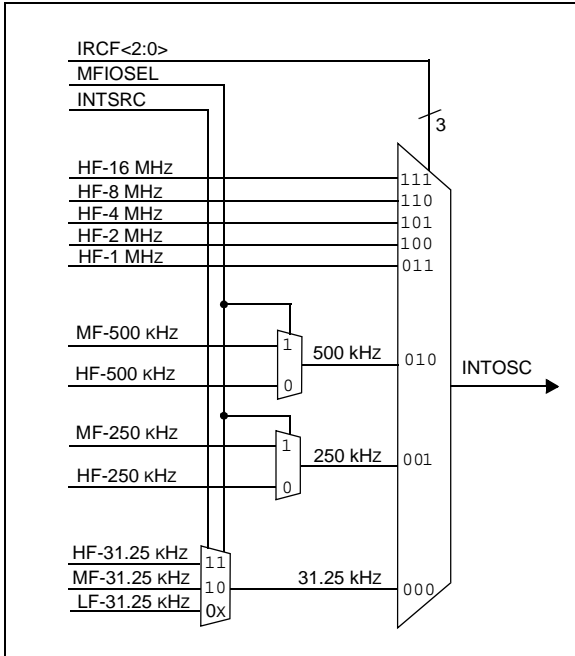 IRCF<2:0>
MFIOSEL
INTSRC
3
HF-16 MHz
111
HF-8 MHz
110
HF-4 MHz
101
HF-2 MHz
100
HF-1 MHz
011
MF-500 KHZ
1
500 kHz
010
HF-500 KHZ
0
INTOSC
MF-250 KHZ
1
250 kHz
001
HF-250 KHZ
0
HF-31.25 KHZ
11
MF-31.25 KHZ
10
31.25 kHz
000
LF-31.25 KHZ
0X